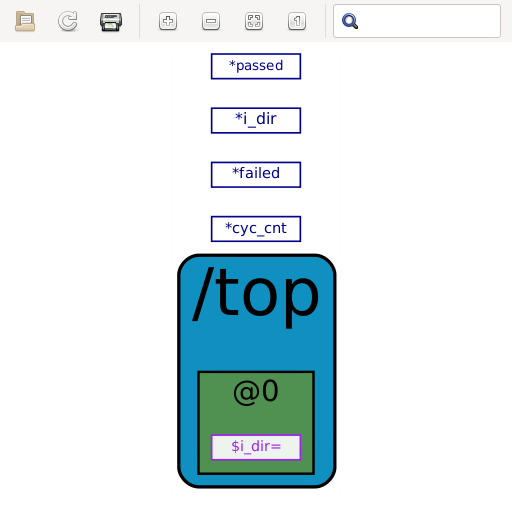 *passed
*i_dir
*failed
*cyc_cnt
/top
@0
$i_dir=